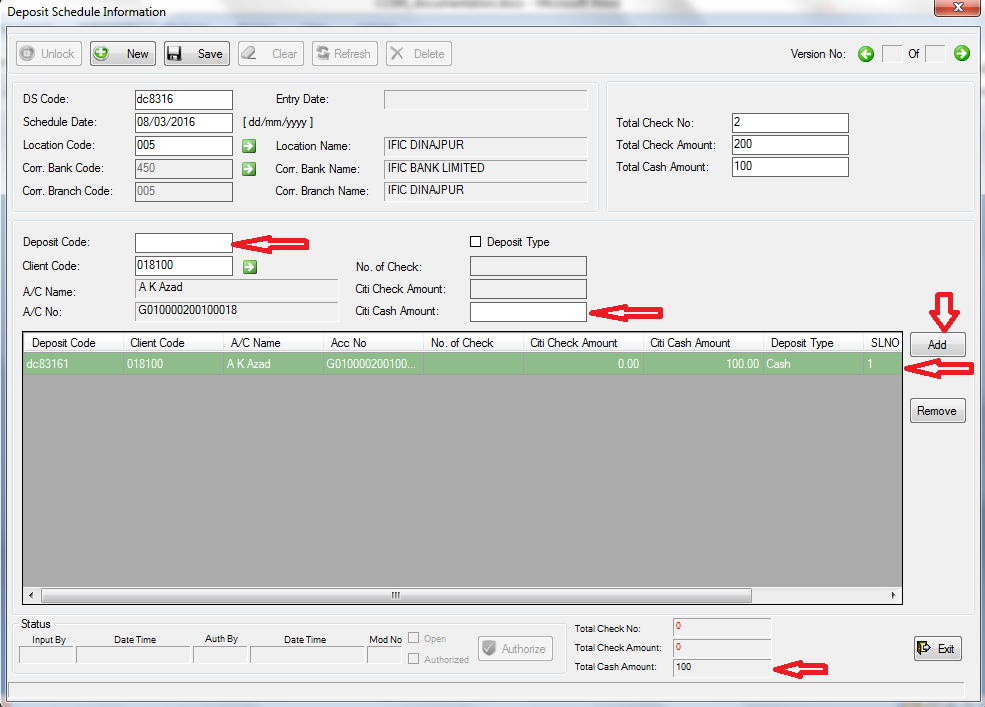 Deposit Schedule Information
Unlock New Save Clear Refresh Delete Version No: Of
DS Code: dc8316 Entry Date:
Schedule Date: 08/03/2016 [ dd/mm/yyyy ] Total Check No: 2
Location Code: 005 Location Name: IFIC DINAJPUR Total Check Amount: 200
Corr. Bank Code: 450 Corr. Bank Name: IFIC BANK LIMITED Total Cash Amount: 100
Corr. Branch Code: 005 Corr. Branch Name: IFIC DINAJPUR
Deposit Code: Deposit Type
Client Code: 018100 No. of Check:
A/C Name: A K Azad Citi Check Amount:
A/C No: G010000200100018 Citi Cash Amount:
Deposit Code Client Code A/C Name Acc No No. of Check Citi Check Amount Citi Cash Amount Deposit Type SLNO Add
dc83161 018100 A K Azad G010000200100... 0.00 100.00 Cash 1
Remove
Status
Input By Date Time Auth By Date Time Mod No Open Total Check No: 0
Authorized Authorize Total Check Amount: 0 Exit
Total Cash Amount: 100